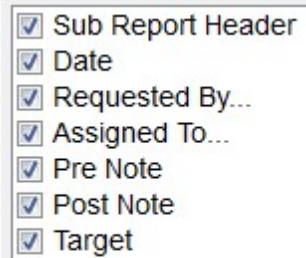 Sub Report Header
Date
Requested By...
Assigned To...
Pre Note
Post Note
Target